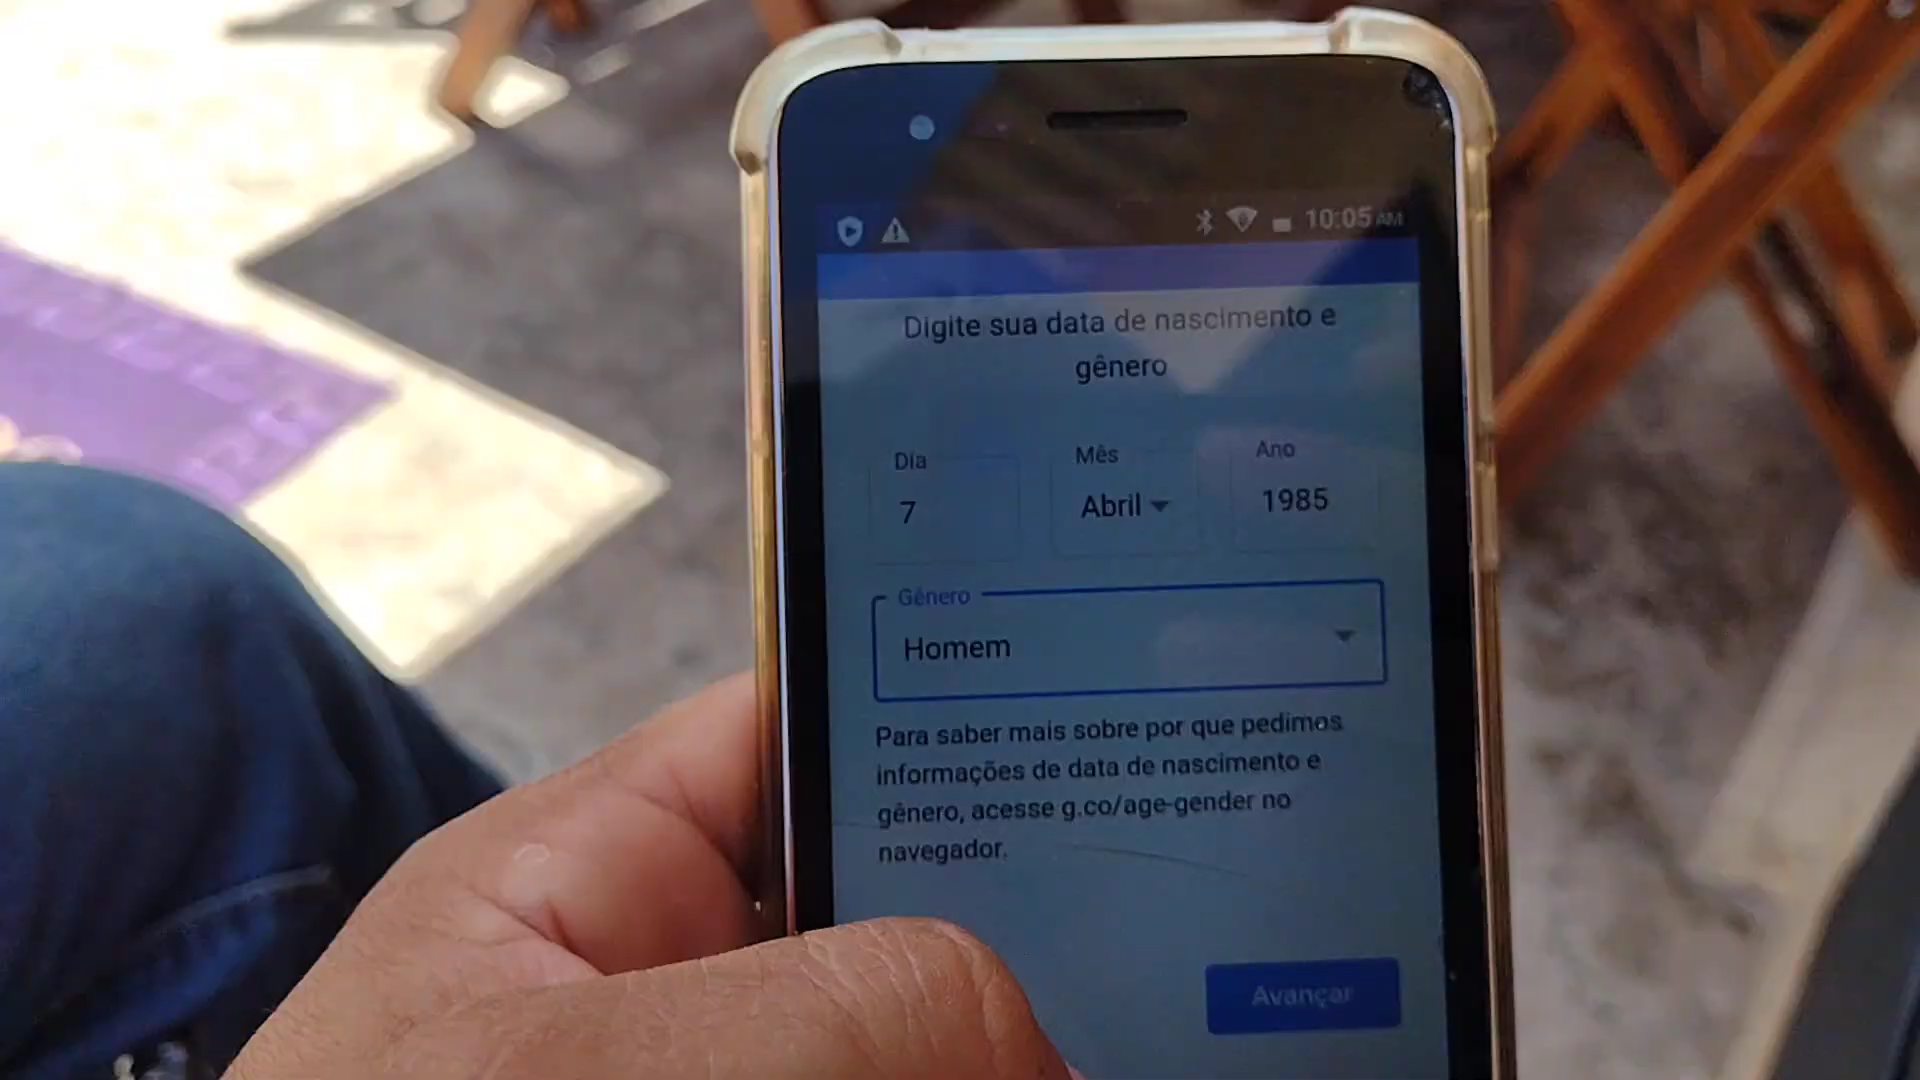 10:05 AM
Digite sua data de nascimento e
gênero
Dia
Mês
Ano
7
Abril
1985
Gênero
Homem
Para saber mais sobre por que pedimos
informações de data de nascimento e
gênero, acesse g.co/age-gender no
navegador.
Avançar